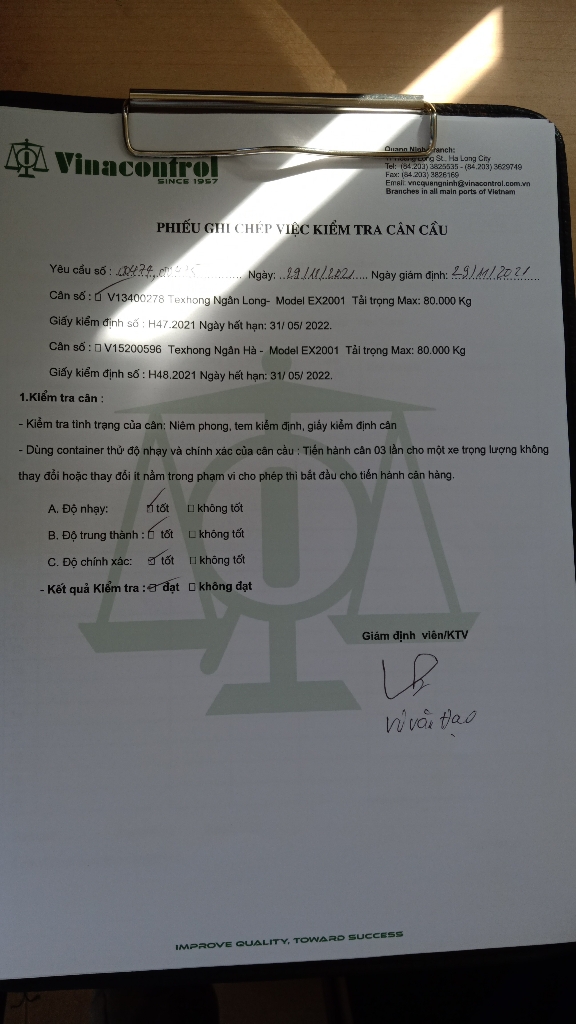 Vinacontrol
SINCE 1957
Quang Ninh Branch:
Long St., Ha Long City
Tel: (84.203) 3825535 - (84.203) 3629749
Fax: (84.203) 3826169
Email: vncquangninh@vinacontrol.com.vn
Branches in all main ports of Vietnam
PHIẾU GHI CHÉP VIỆC KIỂM TRA CÂN CẦU
Yêu cầu số : Ngày: 29/11/2021 Ngày giám định: 29/11/2021
Cân số : ☐ V13400278 Texhong Ngân Long- Model EX2001 Tải trọng Max: 80.000 Kg
Giấy kiểm định số : H47.2021 Ngày hết hạn: 31/ 05/ 2022.
Cân số : ☐ V15200596 Texhong Ngân Hà - Model EX2001 Tải trọng Max: 80.000 Kg
Giấy kiểm định số : H48.2021 Ngày hết hạn: 31/ 05/ 2022.
1.Kiểm tra cân :
- Kiểm tra tình trạng của cân: Niêm phong, tem kiểm định, giấy kiểm định cân
- Dùng container thử độ nhạy và chính xác của cân cầu : Tiến hành cân 03 lần cho một xe trọng lượng không
thay đổi hoặc thay đổi ít nằm trong phạm vi cho phép thì bắt đầu cho tiến hành cân hàng.
A. Độ nhạy: ☑ tốt ☐ không tốt
B. Độ trung thành : ☑ tốt ☐ không tốt
C. Độ chính xác: ☑ tốt ☐ không tốt
- Kết quả Kiểm tra : ☑ đạt ☐ không đạt
Giám định viên/KTV
Vũ Văn Đạo
IMPROVE QUALITY, TOWARD SUCCESS